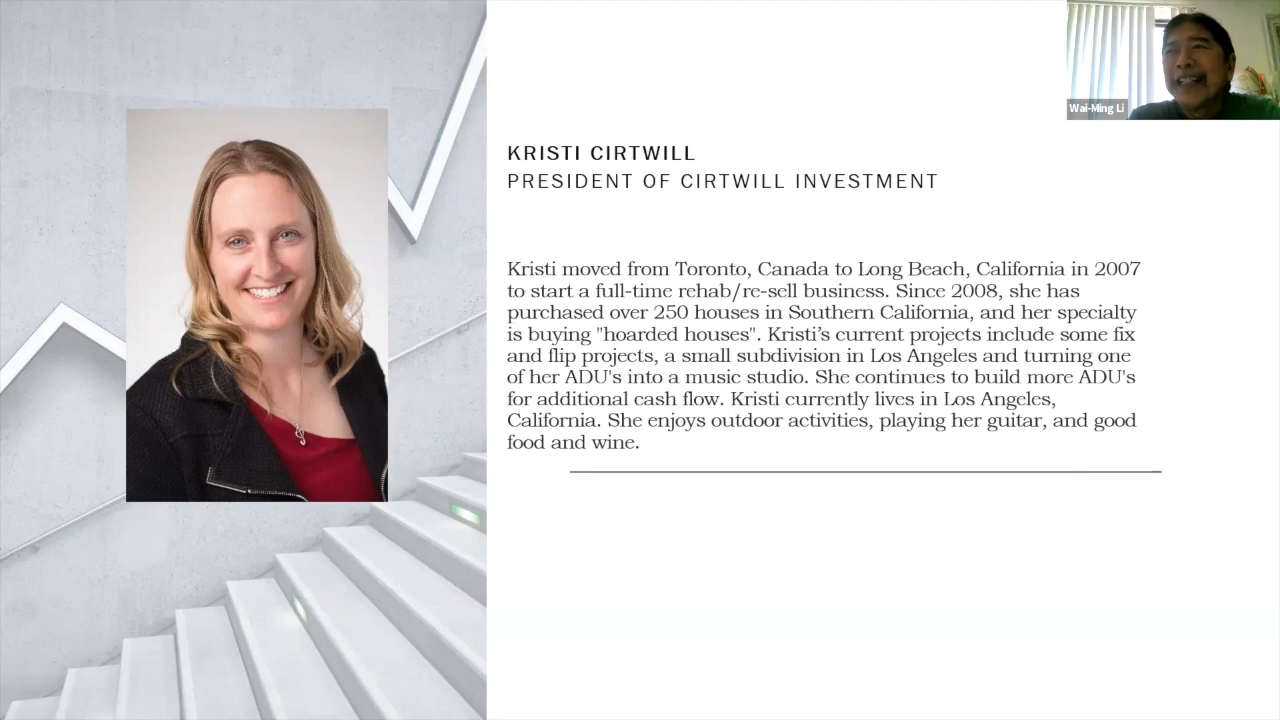 Wai-Ming Li
KRISTI CIRTWILL
PRESIDENT OF CIRTWILL INVESTMENT
Kristi moved from Toronto, Canada to Long Beach, California in 2007
to start a full-time rehab/re-sell business. Since 2008, she has
purchased over 250 houses in Southern California, and her specialty
is buying "hoarded houses". Kristi’s current projects include some fix
and flip projects, a small subdivision in Los Angeles and turning one
of her ADU's into a music studio. She continues to build more ADU's
for additional cash flow. Kristi currently lives in Los Angeles,
California. She enjoys outdoor activities, playing her guitar, and good
food and wine.